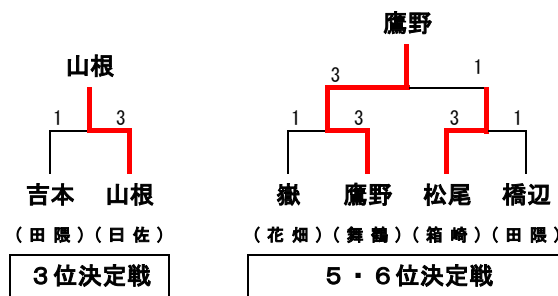 鷹野
山根
3 1
1 3 1 3 3 1
吉本 山根 嶽 鷹野 松尾 橋辺
(田隈)(日佐) (花畑)(舞鶴)(箱崎)(田隈)
3位決定戦 5・6位決定戦